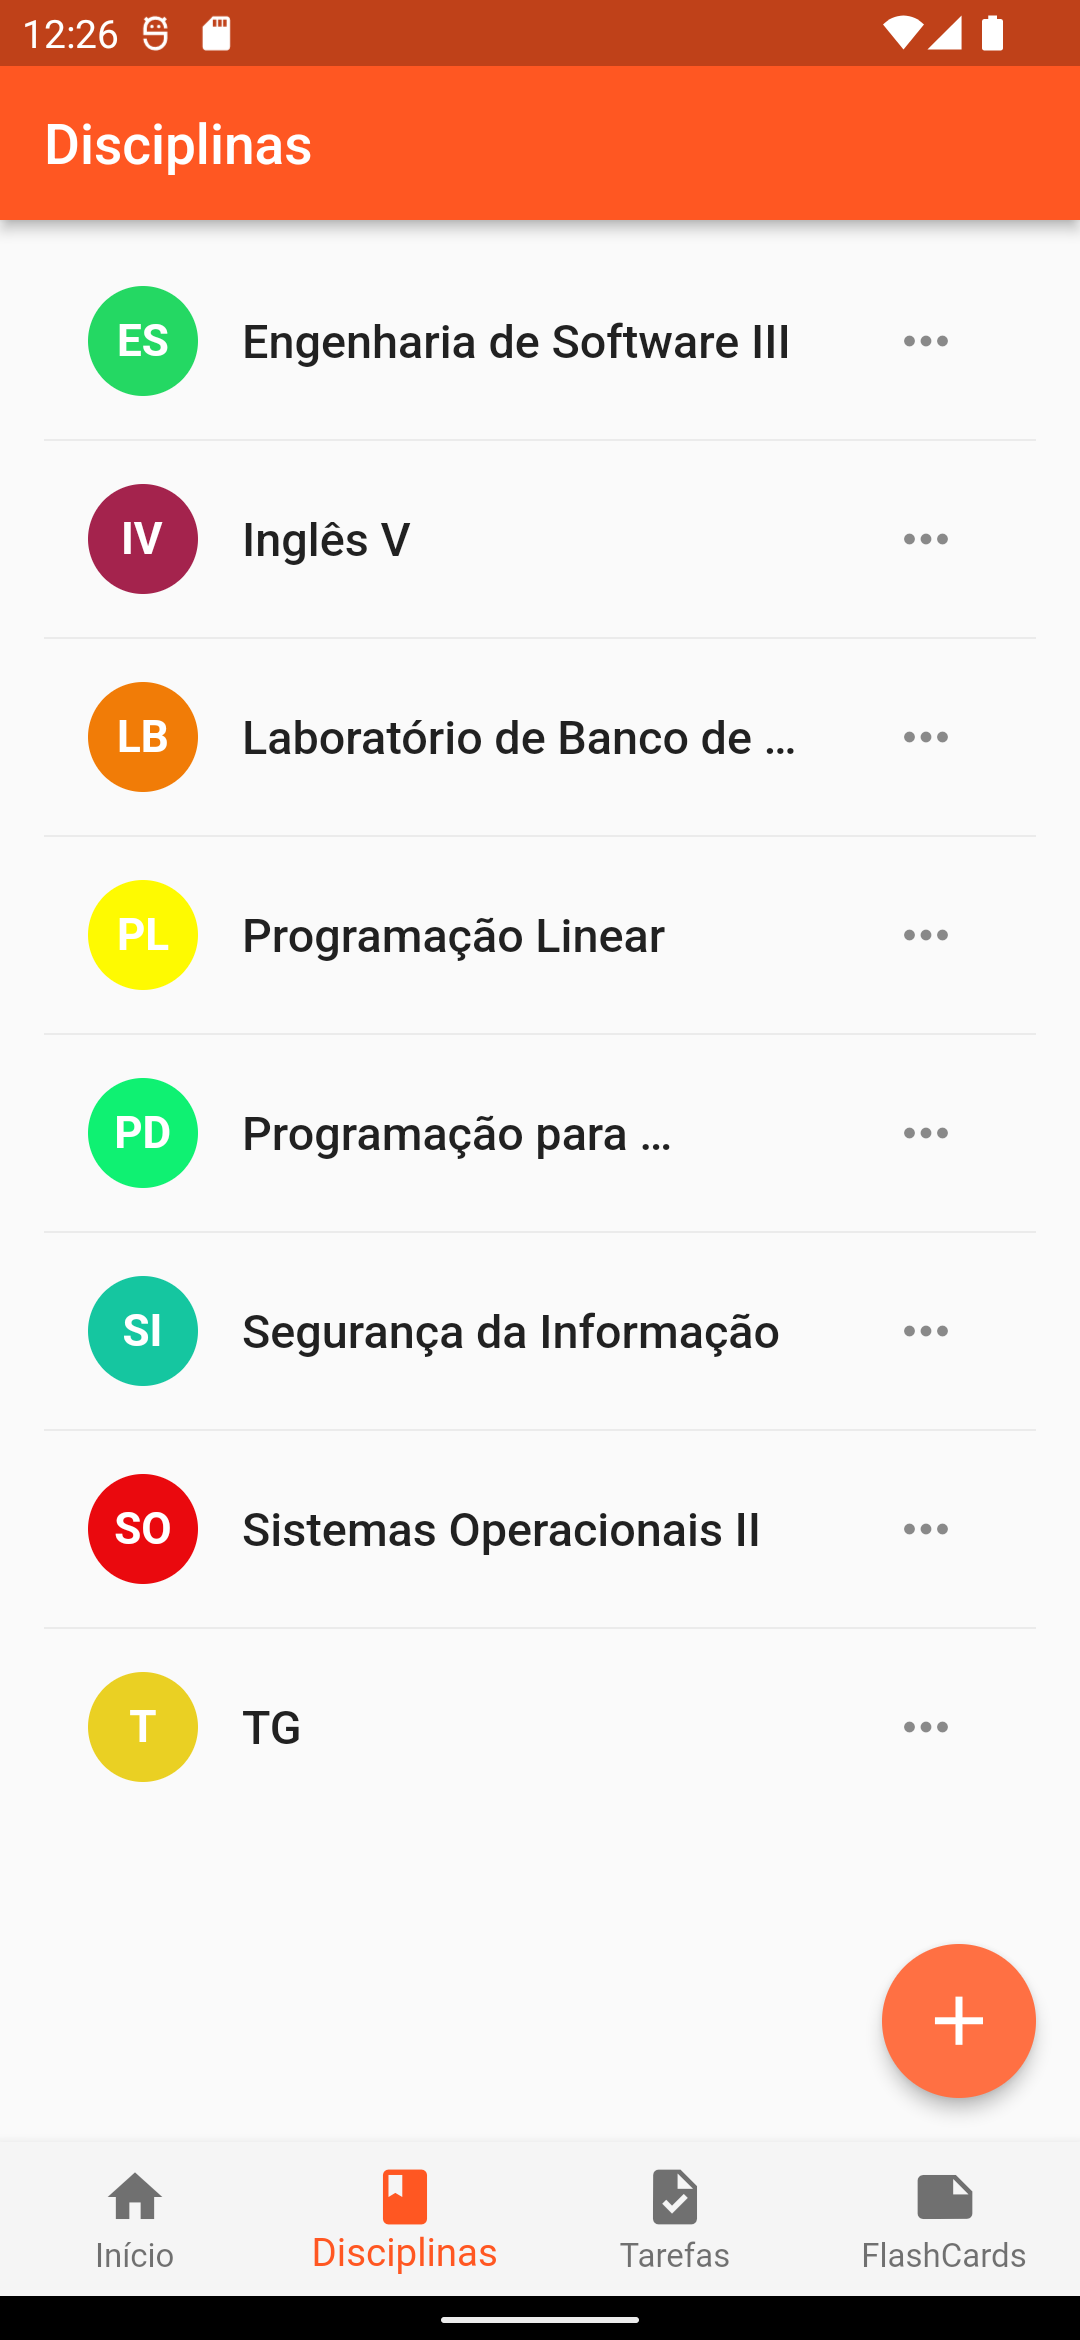 12:26
Disciplinas
ES Engenharia de Software III
IV Inglês V
LB Laboratório de Banco de ...
PL Programação Linear
PD Programação para ...
SI Segurança da Informação
SO Sistemas Operacionais II
T TG
Início Disciplinas Tarefas FlashCards